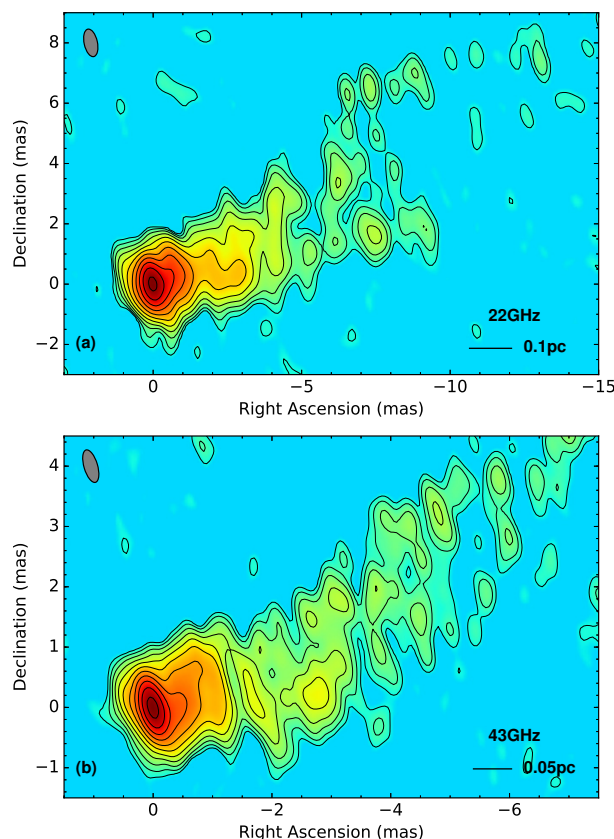 8
6
4
2
0
−2
Declination (mas)
(a)
22GHz
0.1pc
0
−5
−10
−15
Right Ascension (mas)
4
3
2
1
0
−1
Declination (mas)
(b)
43GHz
0.05pc
0
−2
−4
−6
Right Ascension (mas)